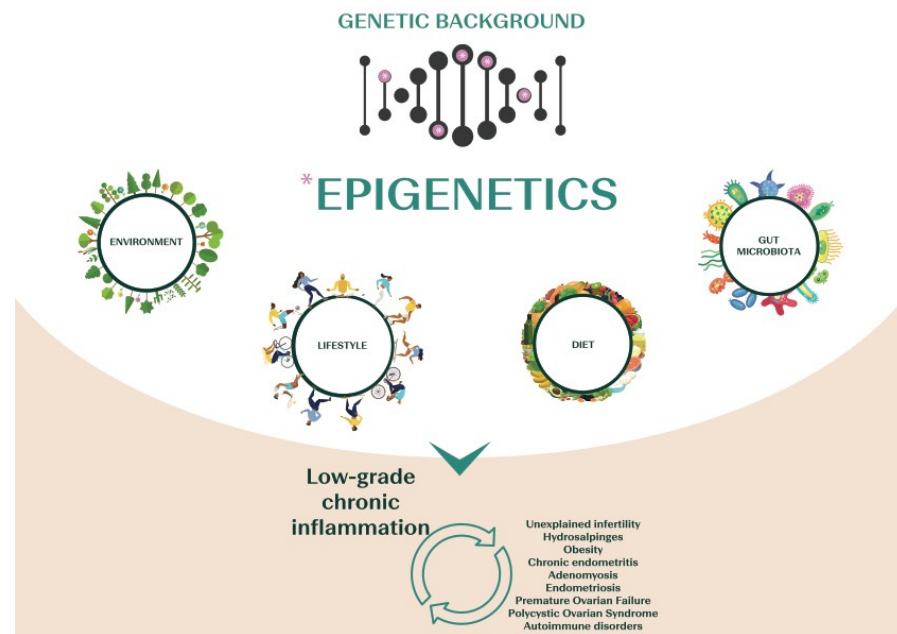 GENETIC BACKGROUND
*EPIGENETICS
ENVIRONMENT
GUT
MICROBIOTA
LIFESTYLE
DIET
Low-grade
chronic
inflammation
Unexplained infertility
Hydrosalpinges
Obesity
Chronic endometritis
Adenomyosis
Endometriosis
Premature Ovarian Failure
Polycystic Ovarian Syndrome
Autoimmune disorders